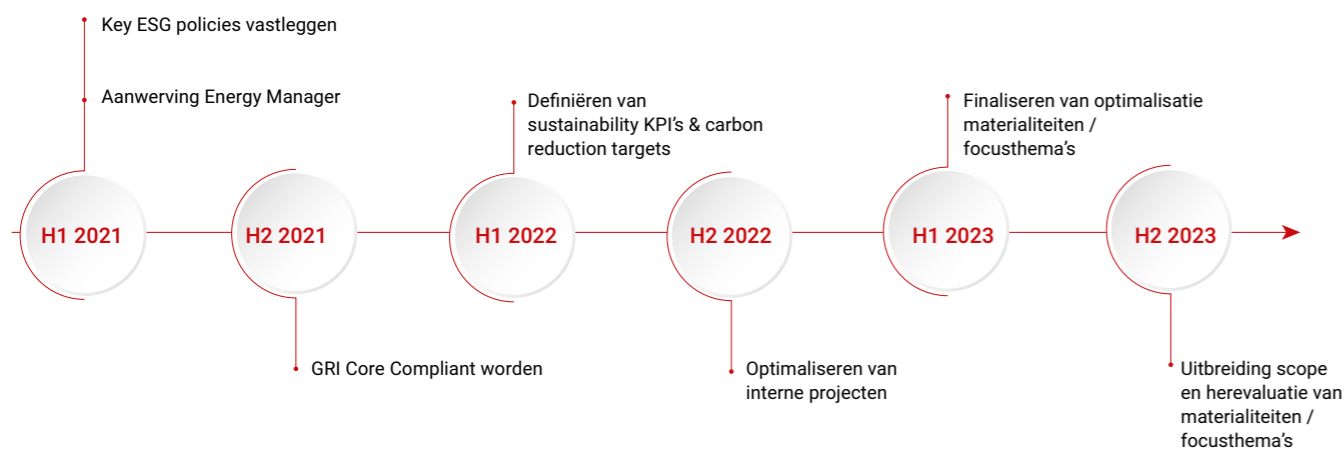 Key ESG policies vastleggen
Aanwerving Energy Manager
Definiëren van
sustainability KPI's & carbon
reduction targets
Finaliseren van optimalisatie
materialiteiten /
focusthema's
H1 2021
H2 2021
H1 2022
H2 2022
H1 2023
H2 2023
GRI Core Compliant worden
Optimaliseren van
interne projecten
Uitbreiding scope
en herevaluatie van
materialiteiten /
focusthema's